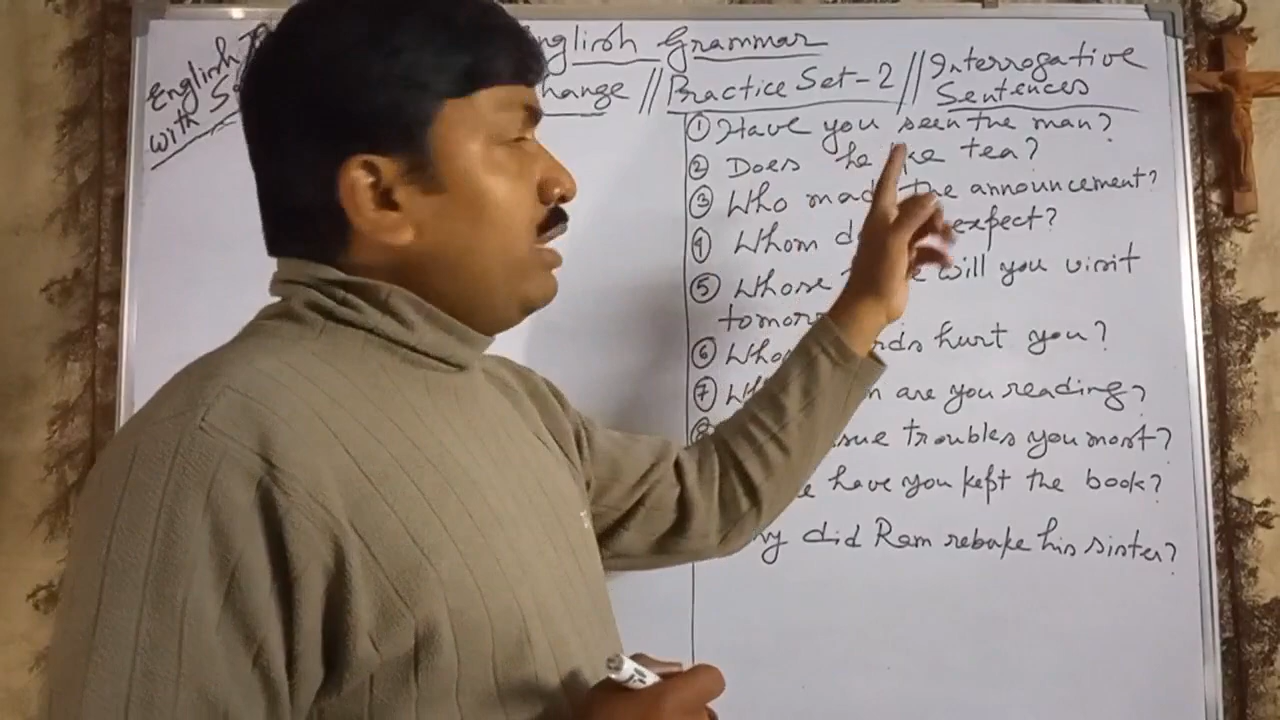 English
with
English Grammar
Change // Practice Set-2 // Interrogative
Sentences
① Have you seen the man?
② Does he like tea?
③ Who made the announcement?
④ Whom do expect?
⑤ Whose will you visit
tomorrow
⑥ Whose words hurt you?
⑦ are you reading?
⑧ issue troubles you most?
have you kept the book?
Why did Ram rebuke his sister?